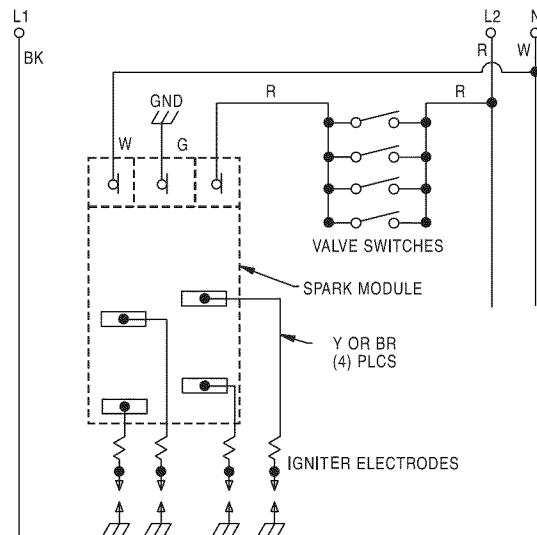 L1
L2
N
BK
R
W
GND
R
R
W
G
VALVE SWITCHES
SPARK MODULE
Y OR BR
(4) PLCS
IGNITER ELECTRODES